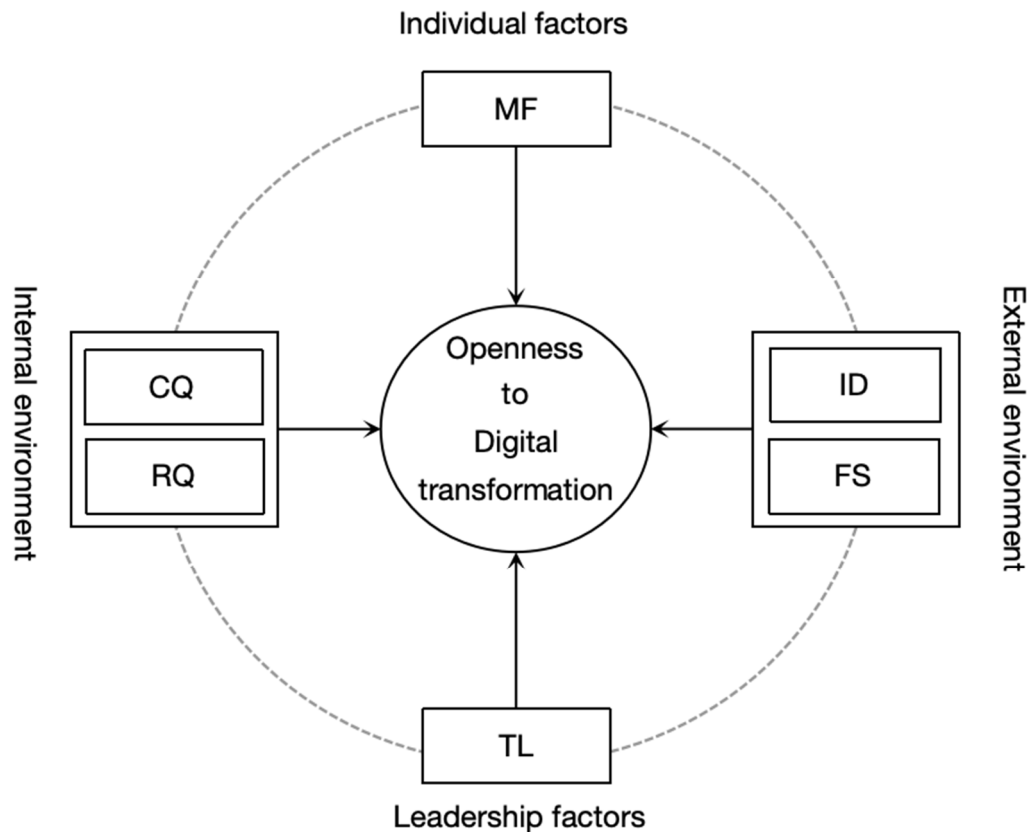 Individual factors
MF
Internal environment
CQ
RQ
Openness
to
Digital
transformation
ID
FS
External environment
TL
Leadership factors